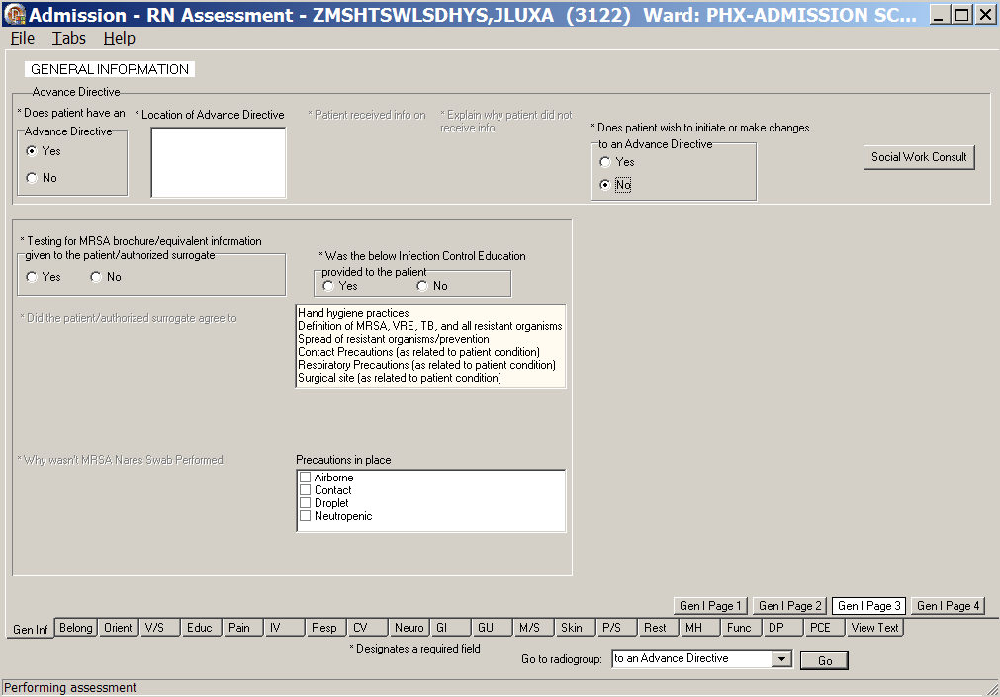 Admission - RN Assessment - ZMSHTSWLSDHYS,JLUXA (3122) Ward: PHX-ADMISSION SC...
File Tabs Help
GENERAL INFORMATION
Advance Directive
* Does patient have an
Advance Directive
Yes
No
* Location of Advance Directive
* Patient received info on
* Explain why patient did not
receive info
* Does patient wish to initiate or make changes
to an Advance Directive
Yes
No
Social Work Consult
* Testing for MRSA brochure/equivalent information
given to the patient/authorized surrogate
Yes No
* Was the below Infection Control Education
provided to the patient
Yes No
* Did the patient/authorized surrogate agree to
Hand hygiene practices
Definition of MRSA, VRE, TB, and all resistant organisms
Spread of resistant organisms/prevention
Contact Precautions (as related to patient condition)
Respiratory Precautions (as related to patient condition)
Surgical site (as related to patient condition)
* Why wasn't MRSA Nares Swab Performed
Precautions in place
Airborne
Contact
Droplet
Neutropenic
Gen I Page 1 Gen I Page 2 Gen I Page 3 Gen I Page 4
Gen Inf Belong Orient V/S Educ Pain IV Resp CV Neuro GI GU M/S Skin P/S Rest MH Func DP PCE View Text
* Designates a required field
Go to radiogroup: to an Advance Directive Go
Performing assessment